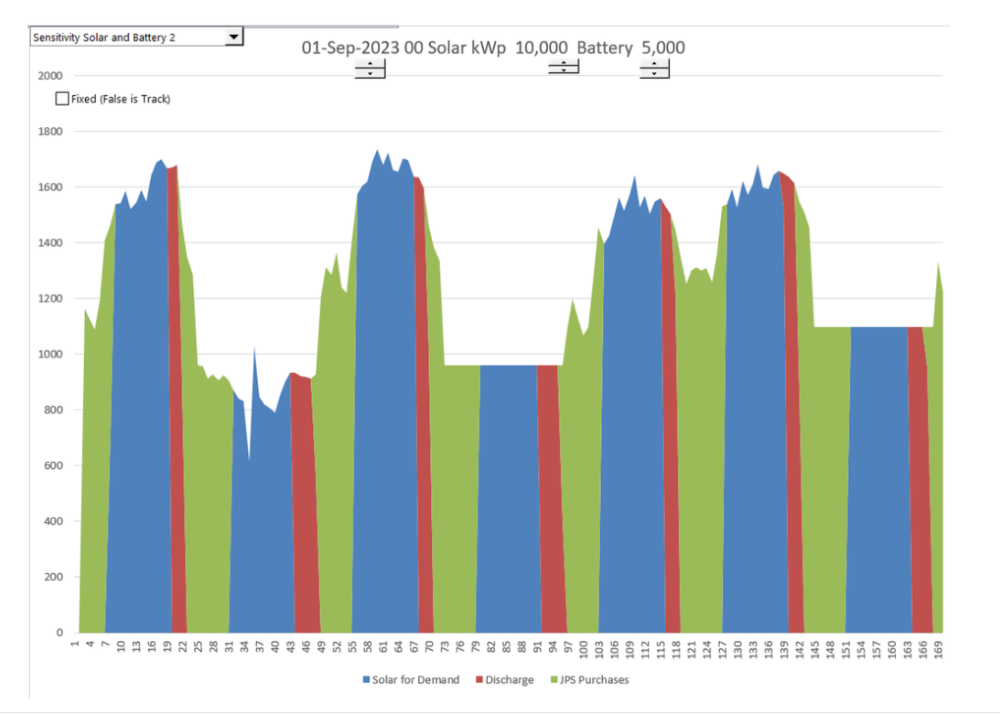 Sensitivity Solar and Battery 2
01-Sep-2023 00 Solar kWp 10,000 Battery 5,000
Fixed (False is Track)
2000
1800
1600
1400
1200
1000
800
600
400
200
0
1 4 7 10 13 16 19 22 25 28 31 34 37 40 43 46 49 52 55 58 61 64 67 70 73 76 79 82 85 88 91 94 97 100 103 106 109 112 115 118 121 124 127 130 133 136 139 142 145 148 151 154 157 160 163 166 169
Solar for Demand Discharge JPS Purchases